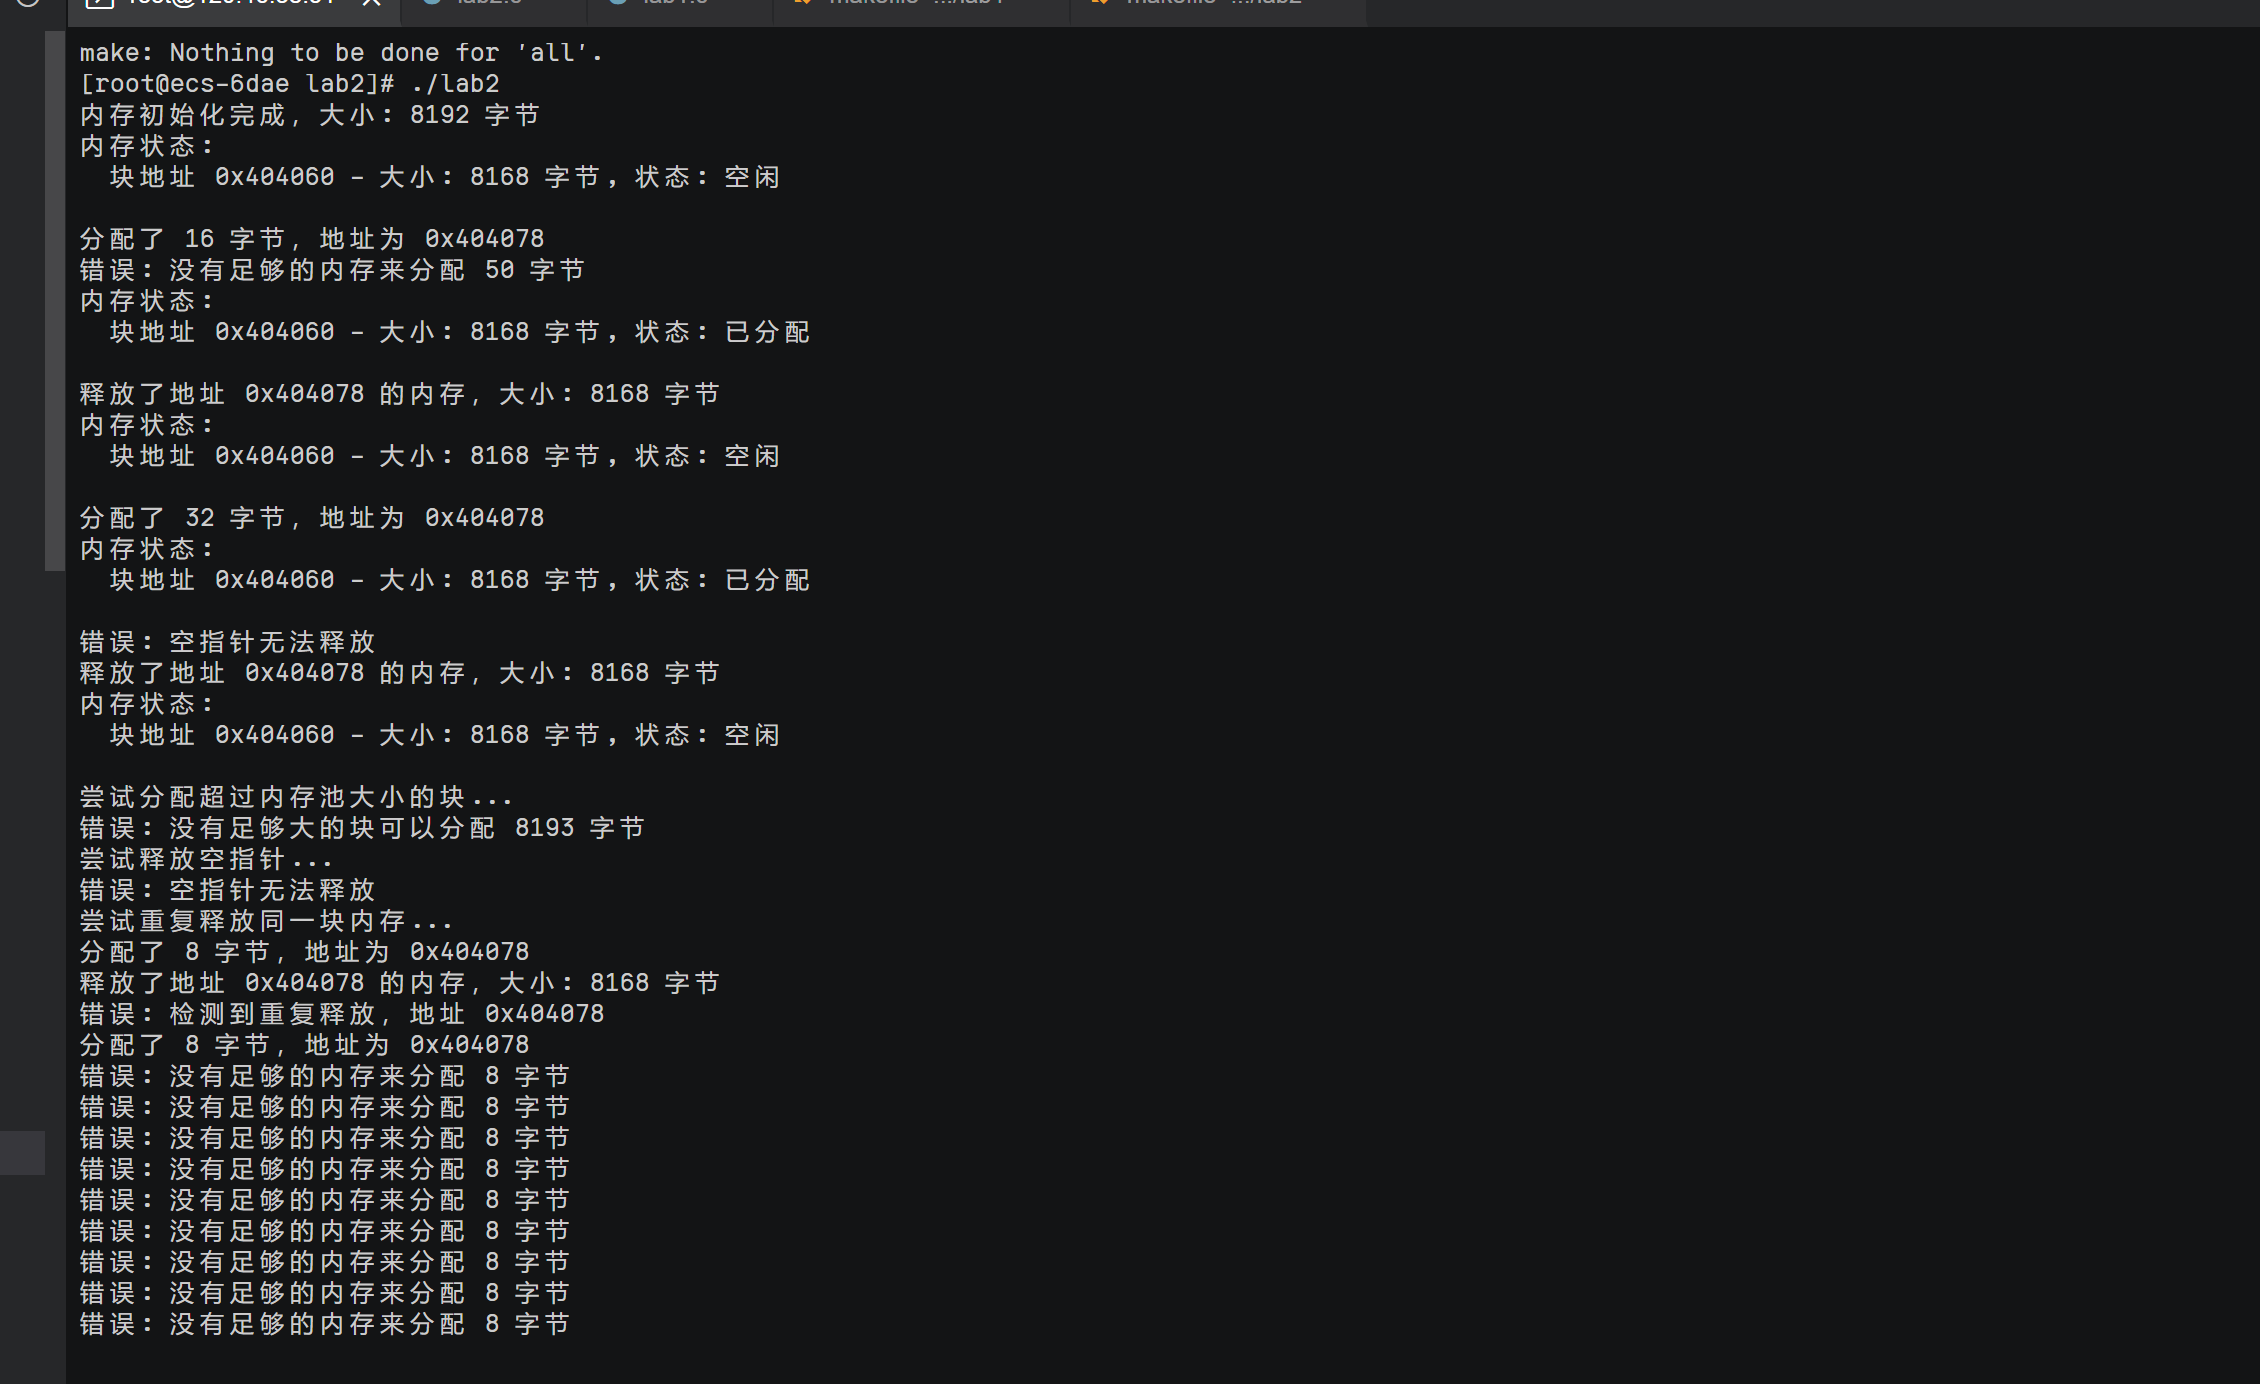 make: Nothing to be done for 'all'.
[root@ecs-6dae lab2]# ./lab2
内存初始化完成, 大小: 8192 字节
内存状态:
  块地址 0x404060 - 大小: 8168 字节, 状态: 空闲
分配了 16 字节, 地址为 0x404078
错误: 没有足够的内存来分配 50 字节
内存状态:
  块地址 0x404060 - 大小: 8168 字节, 状态: 已分配
释放了地址 0x404078 的内存, 大小: 8168 字节
内存状态:
  块地址 0x404060 - 大小: 8168 字节, 状态: 空闲
分配了 32 字节, 地址为 0x404078
内存状态:
  块地址 0x404060 - 大小: 8168 字节, 状态: 已分配
错误: 空指针无法释放
释放了地址 0x404078 的内存, 大小: 8168 字节
内存状态:
  块地址 0x404060 - 大小: 8168 字节, 状态: 空闲
尝试分配超过内存池大小的块...
错误: 没有足够大的块可以分配 8193 字节
尝试释放空指针...
错误: 空指针无法释放
尝试重复释放同一块内存...
分配了 8 字节, 地址为 0x404078
释放了地址 0x404078 的内存, 大小: 8168 字节
错误: 检测到重复释放, 地址 0x404078
分配了 8 字节, 地址为 0x404078
错误: 没有足够的内存来分配 8 字节
错误: 没有足够的内存来分配 8 字节
错误: 没有足够的内存来分配 8 字节
错误: 没有足够的内存来分配 8 字节
错误: 没有足够的内存来分配 8 字节
错误: 没有足够的内存来分配 8 字节
错误: 没有足够的内存来分配 8 字节
错误: 没有足够的内存来分配 8 字节
错误: 没有足够的内存来分配 8 字节